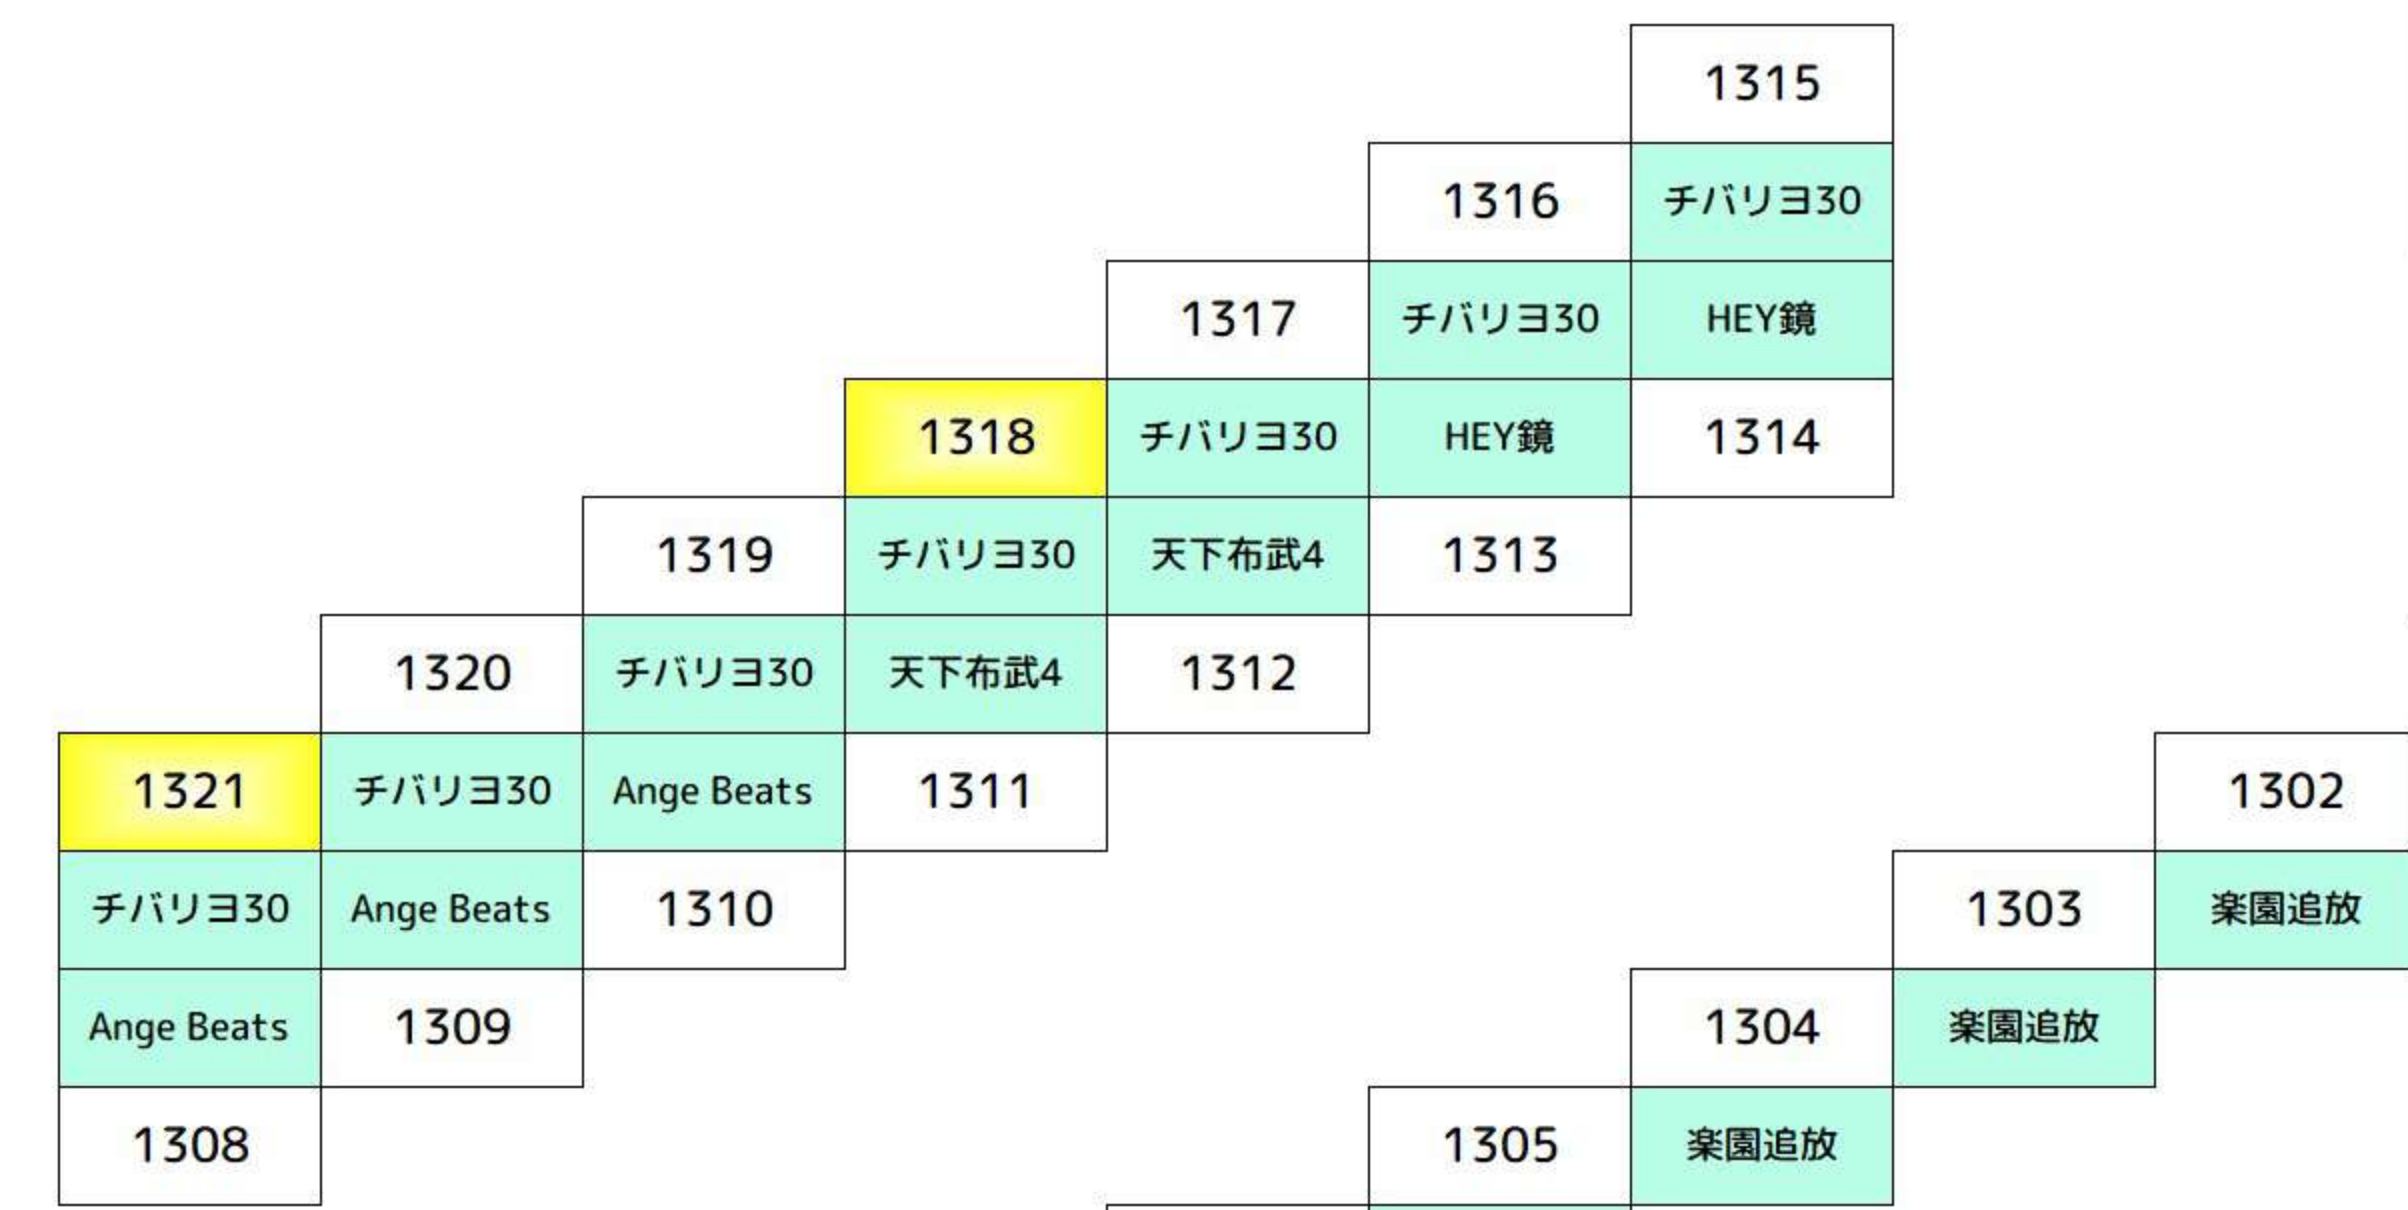 1315
1316 チバリヨ30
1317 チバリヨ30 HEY鏡
1318 チバリヨ30 HEY鏡 1314
1319 チバリヨ30 天下布武4 1313
1320 チバリヨ30 天下布武4 1312
1321 チバリヨ30 Ange Beats 1311 1302
チバリヨ30 Ange Beats 1310 1303 楽園追放
Ange Beats 1309 1304 楽園追放
1308 1305 楽園追放